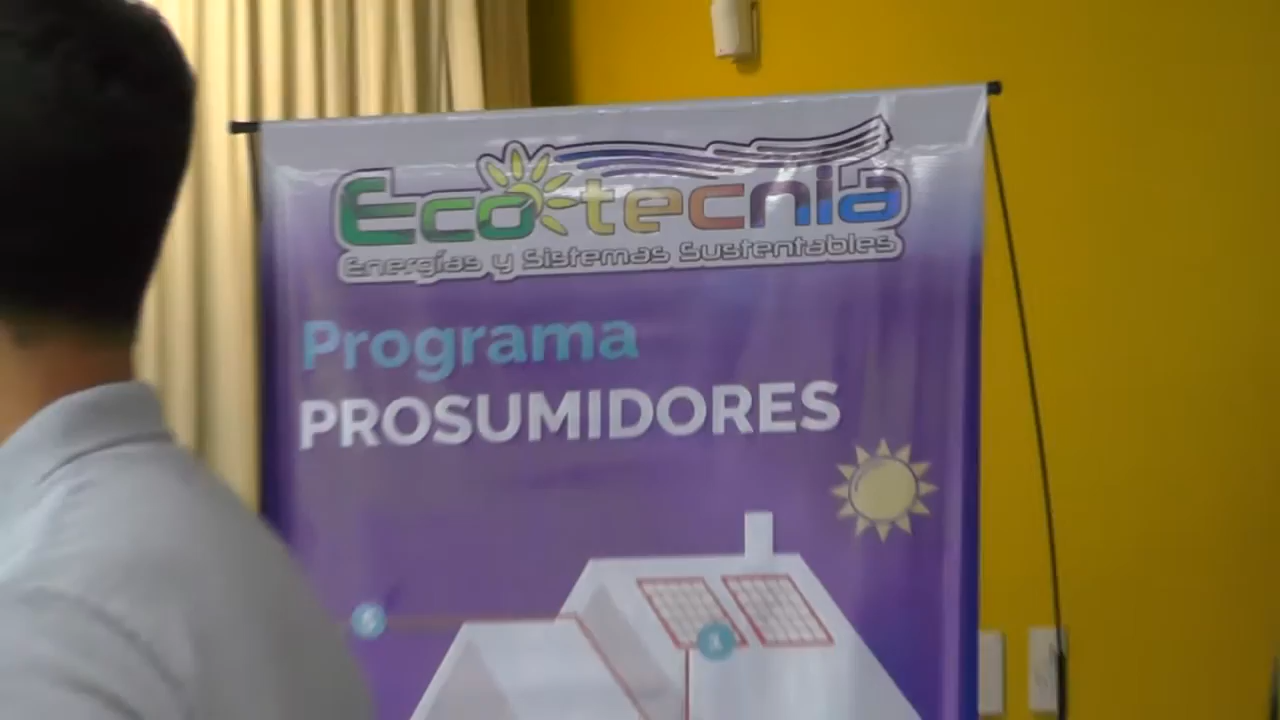 Ecotecnia
Energías y Sistemas Sustentables
Programa
PROSUMIDORES